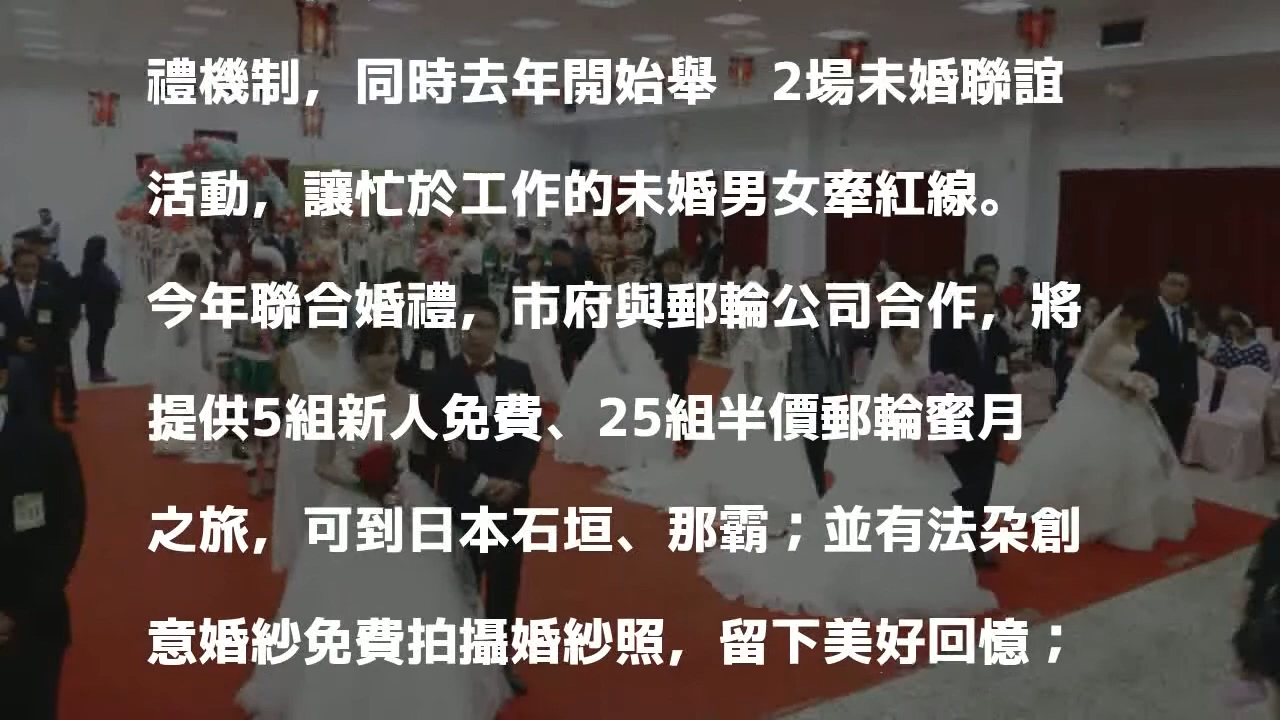 禮機制，同時去年開始舉　2場未婚聯誼
活動，讓忙於工作的未婚男女牽紅線。
今年聯合婚禮，市府與郵輪公司合作，將
提供5組新人免費、25組半價郵輪蜜月
之旅，可到日本石垣、那霸；並有法朶創
意婚紗免費拍攝婚紗照，留下美好回憶；